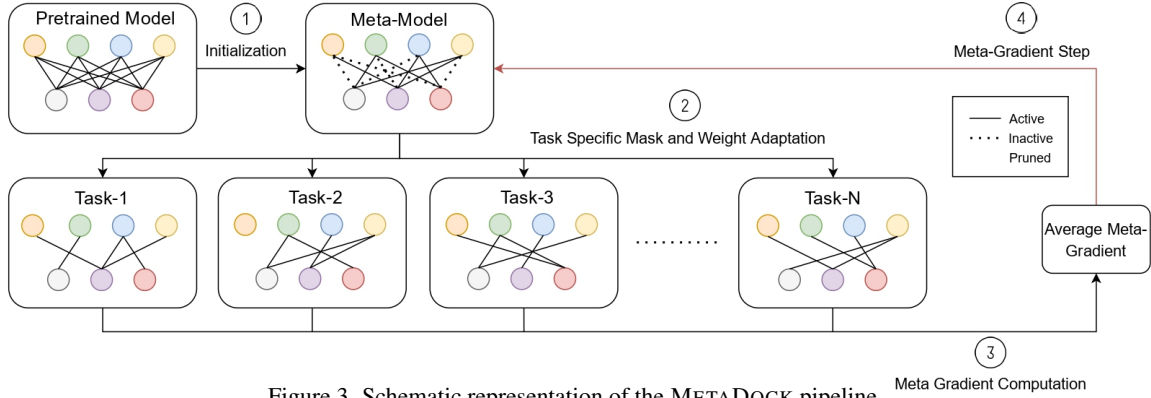 Pretrained Model
1
Initialization
Meta-Model
4
Meta-Gradient Step
2
Task Specific Mask and Weight Adaptation
Active
Inactive
Pruned
Task-1
Task-2
Task-3
Task-N
Average Meta-
Gradient
3
Meta Gradient Computation
Figure 3. Schematic representation of the METADOCK pipeline